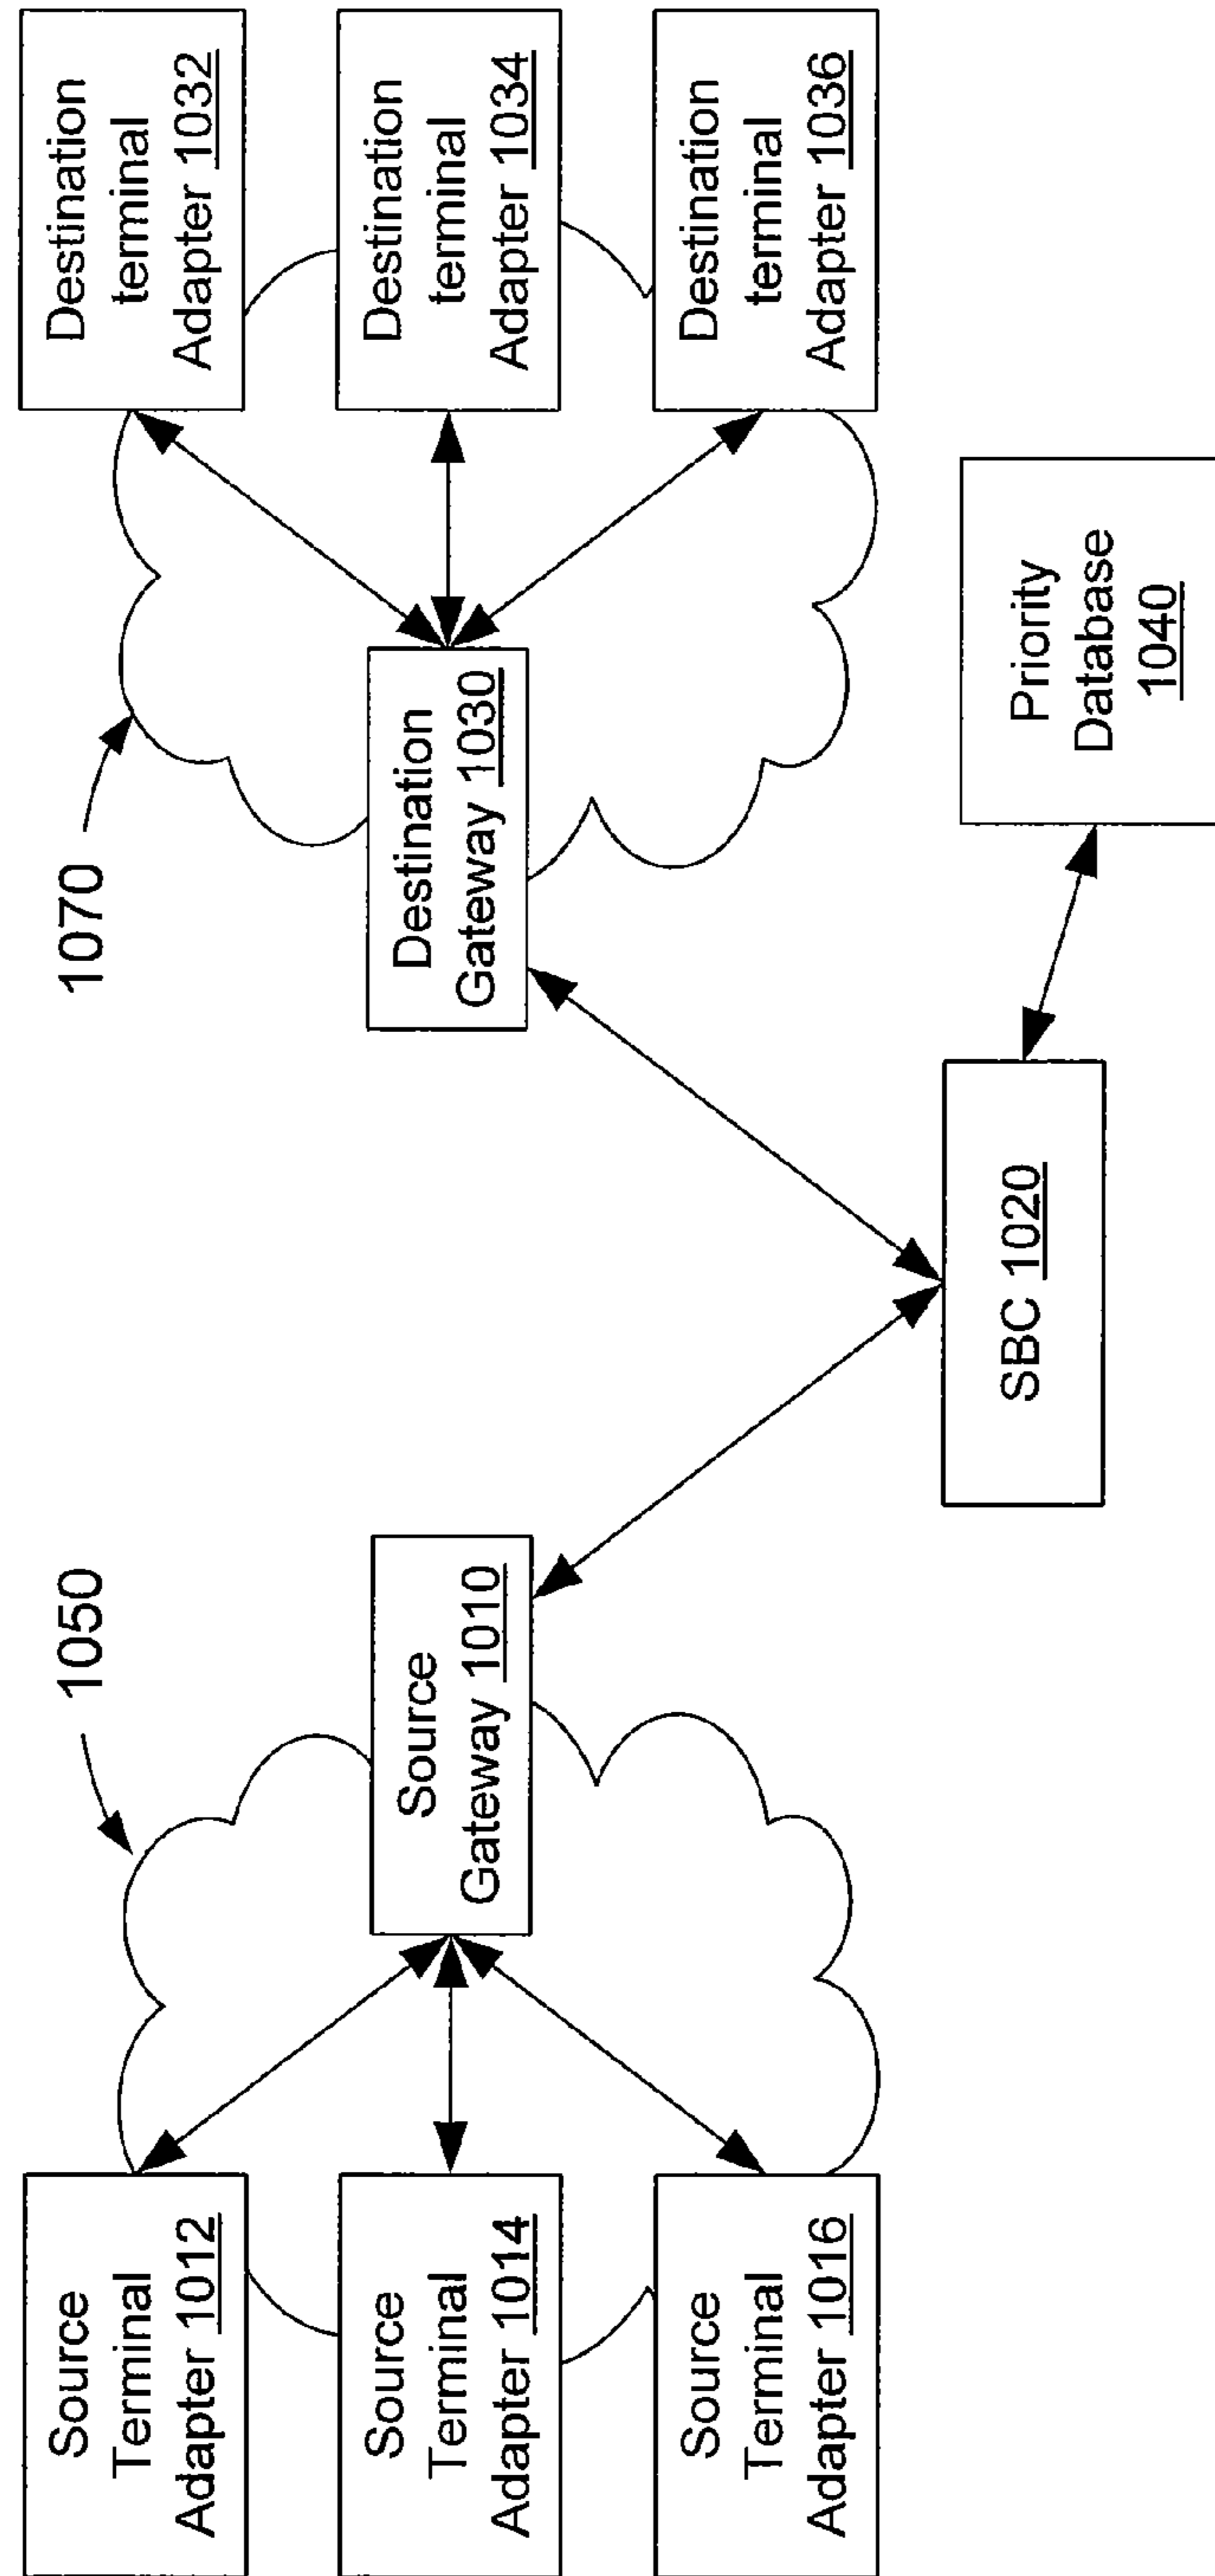 1050
1070
Source
Terminal
Adapter 1012
Source
Terminal
Adapter 1014
Source
Terminal
Adapter 1016
Source
Gateway 1010
SBC 1020
Destination
Gateway 1030
Priority
Database
1040
Destination
terminal
Adapter 1032
Destination
terminal
Adapter 1034
Destination
terminal
Adapter 1036